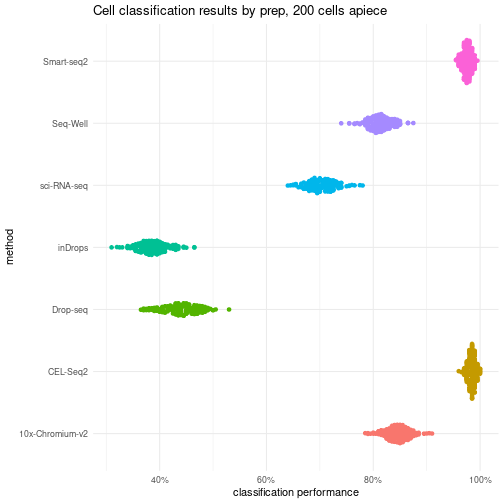 Cell classification results by prep, 200 cells apiece
method
Smart-seq2
Seq-Well
sci-RNA-seq
inDrops
Drop-seq
CEL-Seq2
10x-Chromium-v2
40% 60% 80% 100%
classification performance